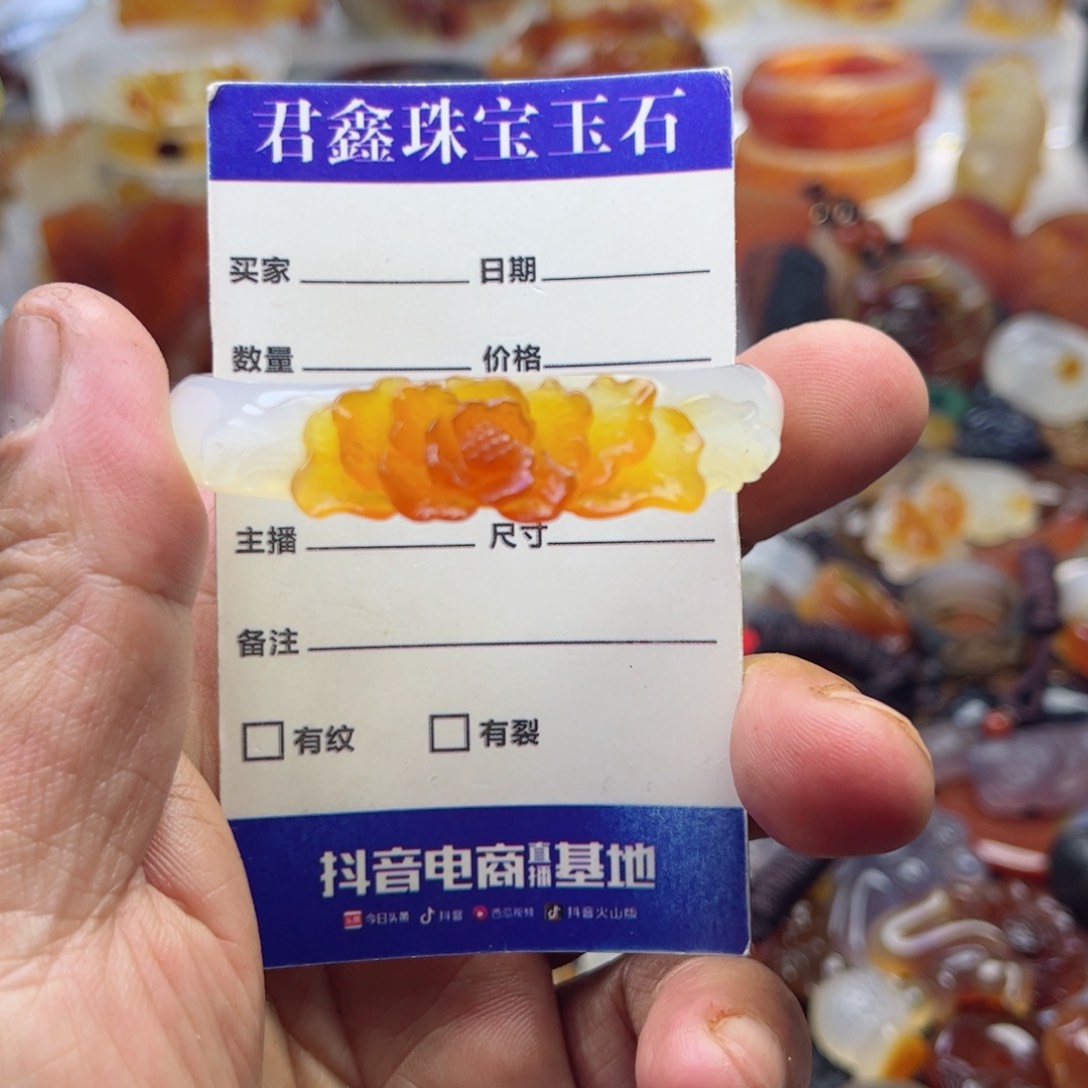 君鑫珠宝玉石
买家 日期
数量 价格
主播 尺寸
备注
有纹 有裂
抖音电商直播基地
头条 今日头条 抖音 西瓜视频 抖音火山版